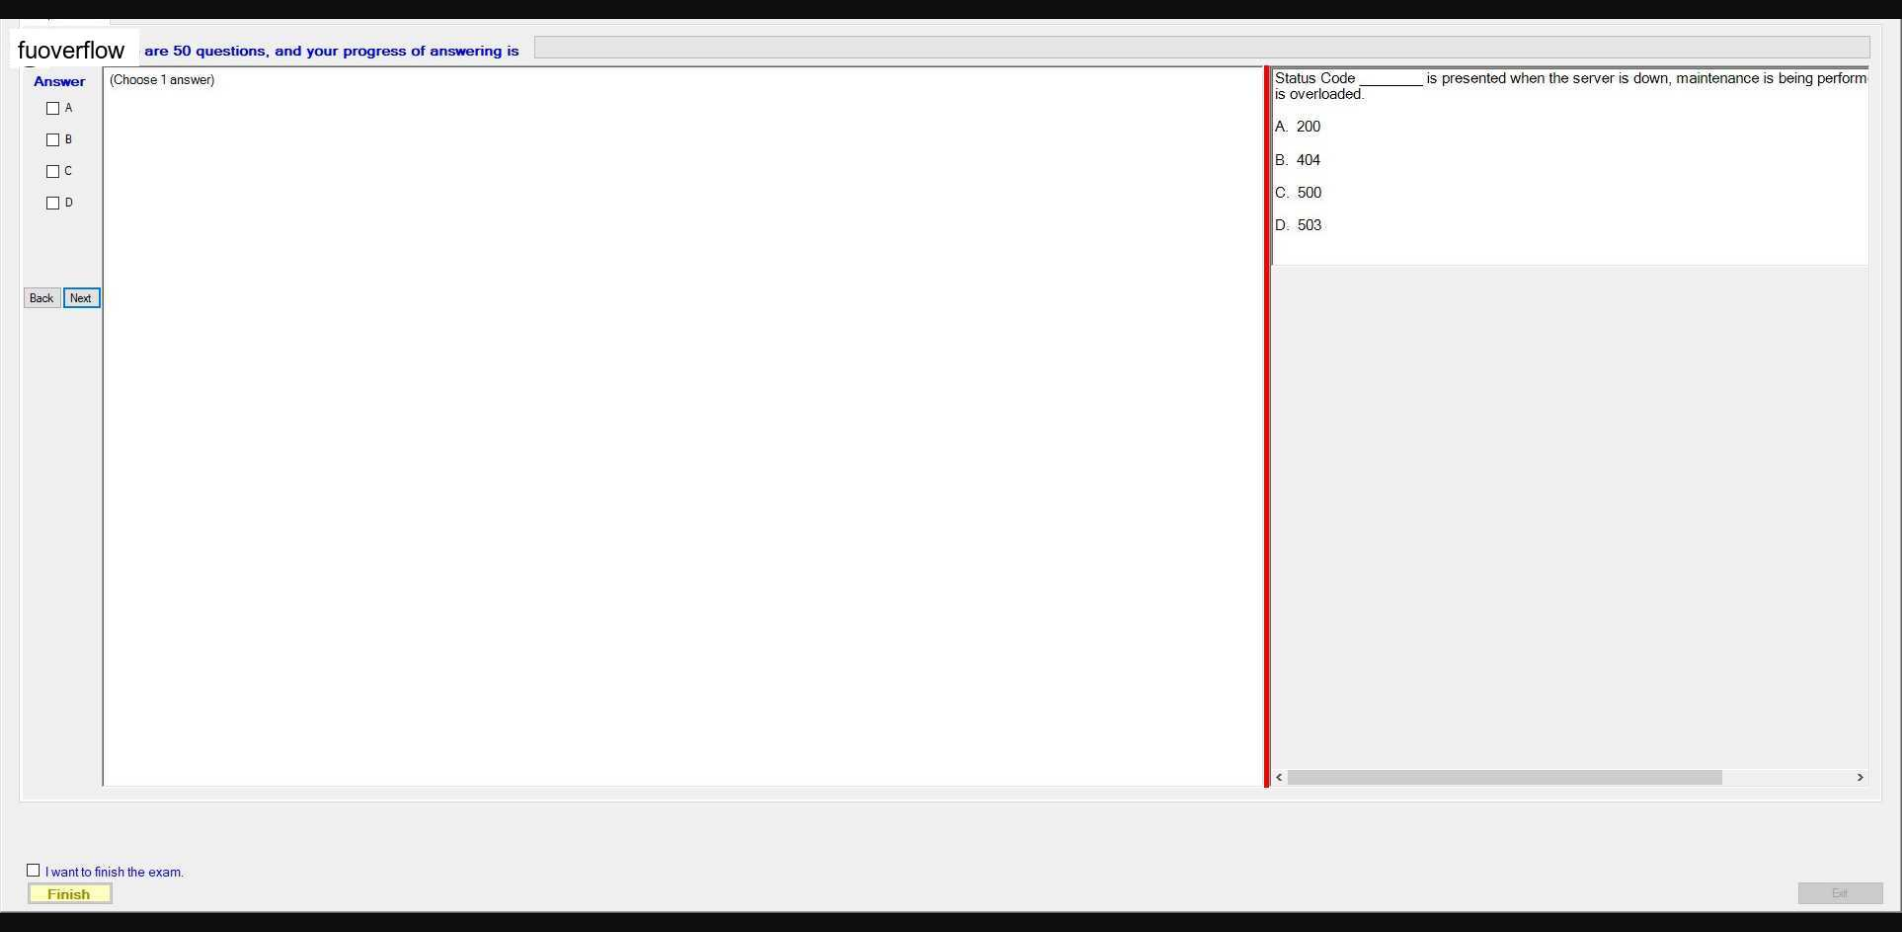 fuoverflow are 50 questions, and your progress of answering is
Answer
(Choose 1 answer)
A
B
C
D
Back Next
Status Code ________ is presented when the server is down, maintenance is being perform
is overloaded.
A. 200
B. 404
C. 500
D. 503
I want to finish the exam.
Finish
Exit